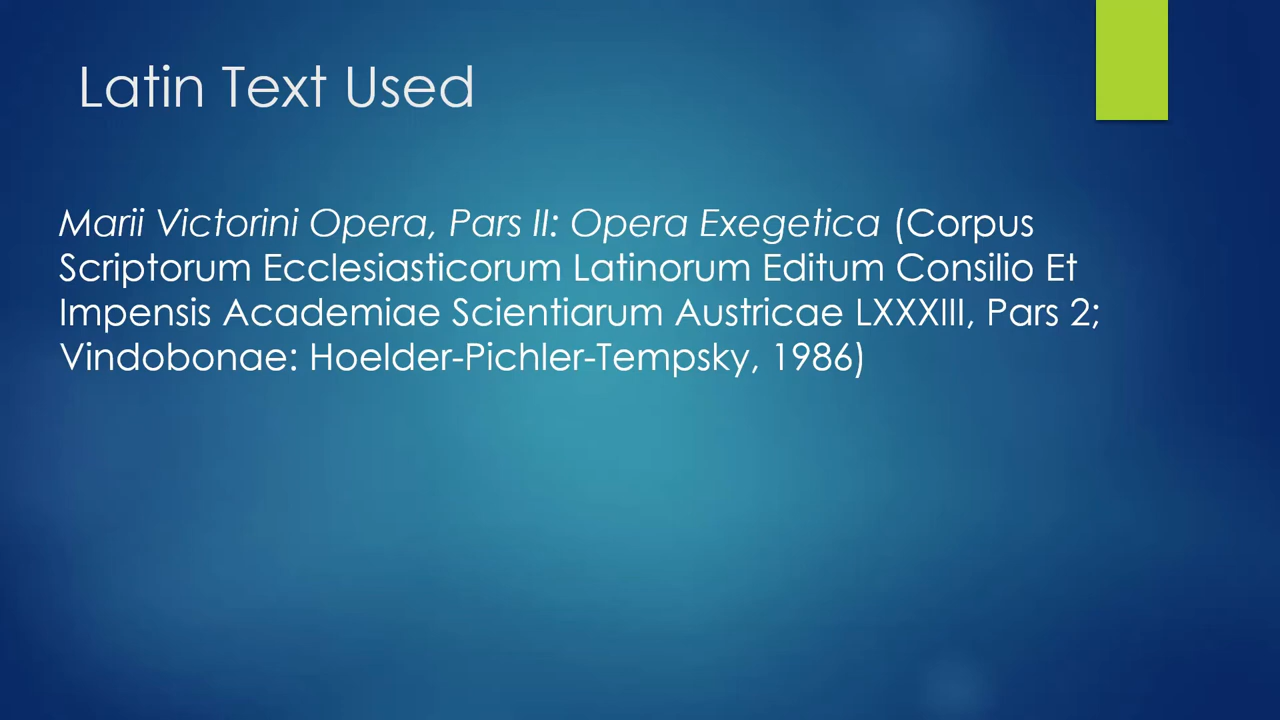 Latin Text Used
Marii Victorini Opera, Pars II: Opera Exegetica (Corpus
Scriptorum Ecclesiasticorum Latinorum Editum Consilio Et
Impensis Academiae Scientiarum Austricae LXXXIII, Pars 2;
Vindobonae: Hoelder-Pichler-Tempsky, 1986)